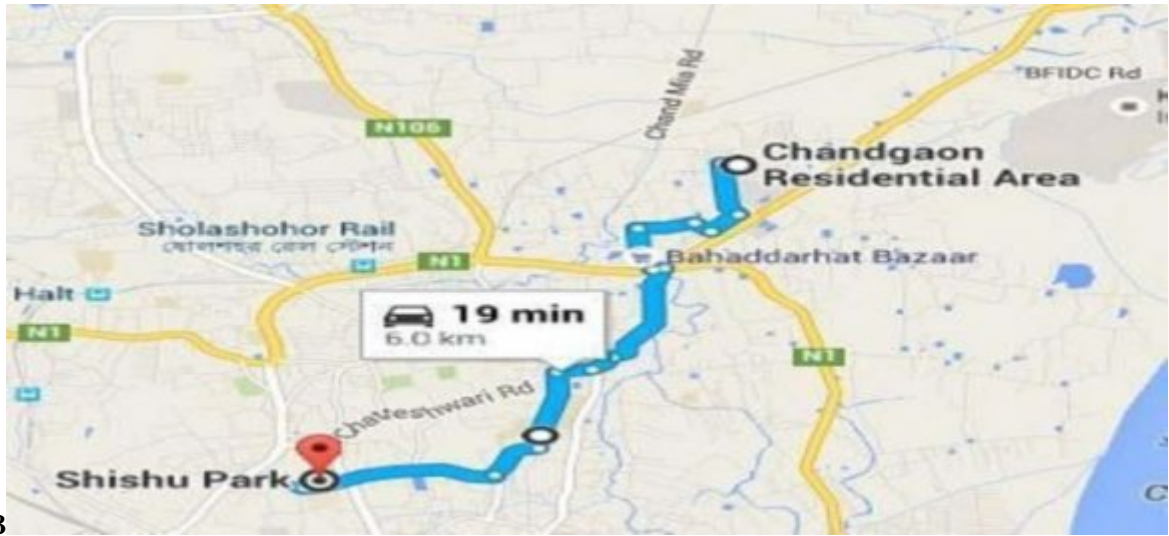 BFIDC Rd
N106
Chand Mia Rd
Chandgaon
Residential Area
Sholashohor Rail
ষোলশহর রেল স্টেশন
N1
Bahaddarhat Bazaar
Halt
N1
19 min
6.0 km
N1
Chatteshwari Rd
Shishu Park